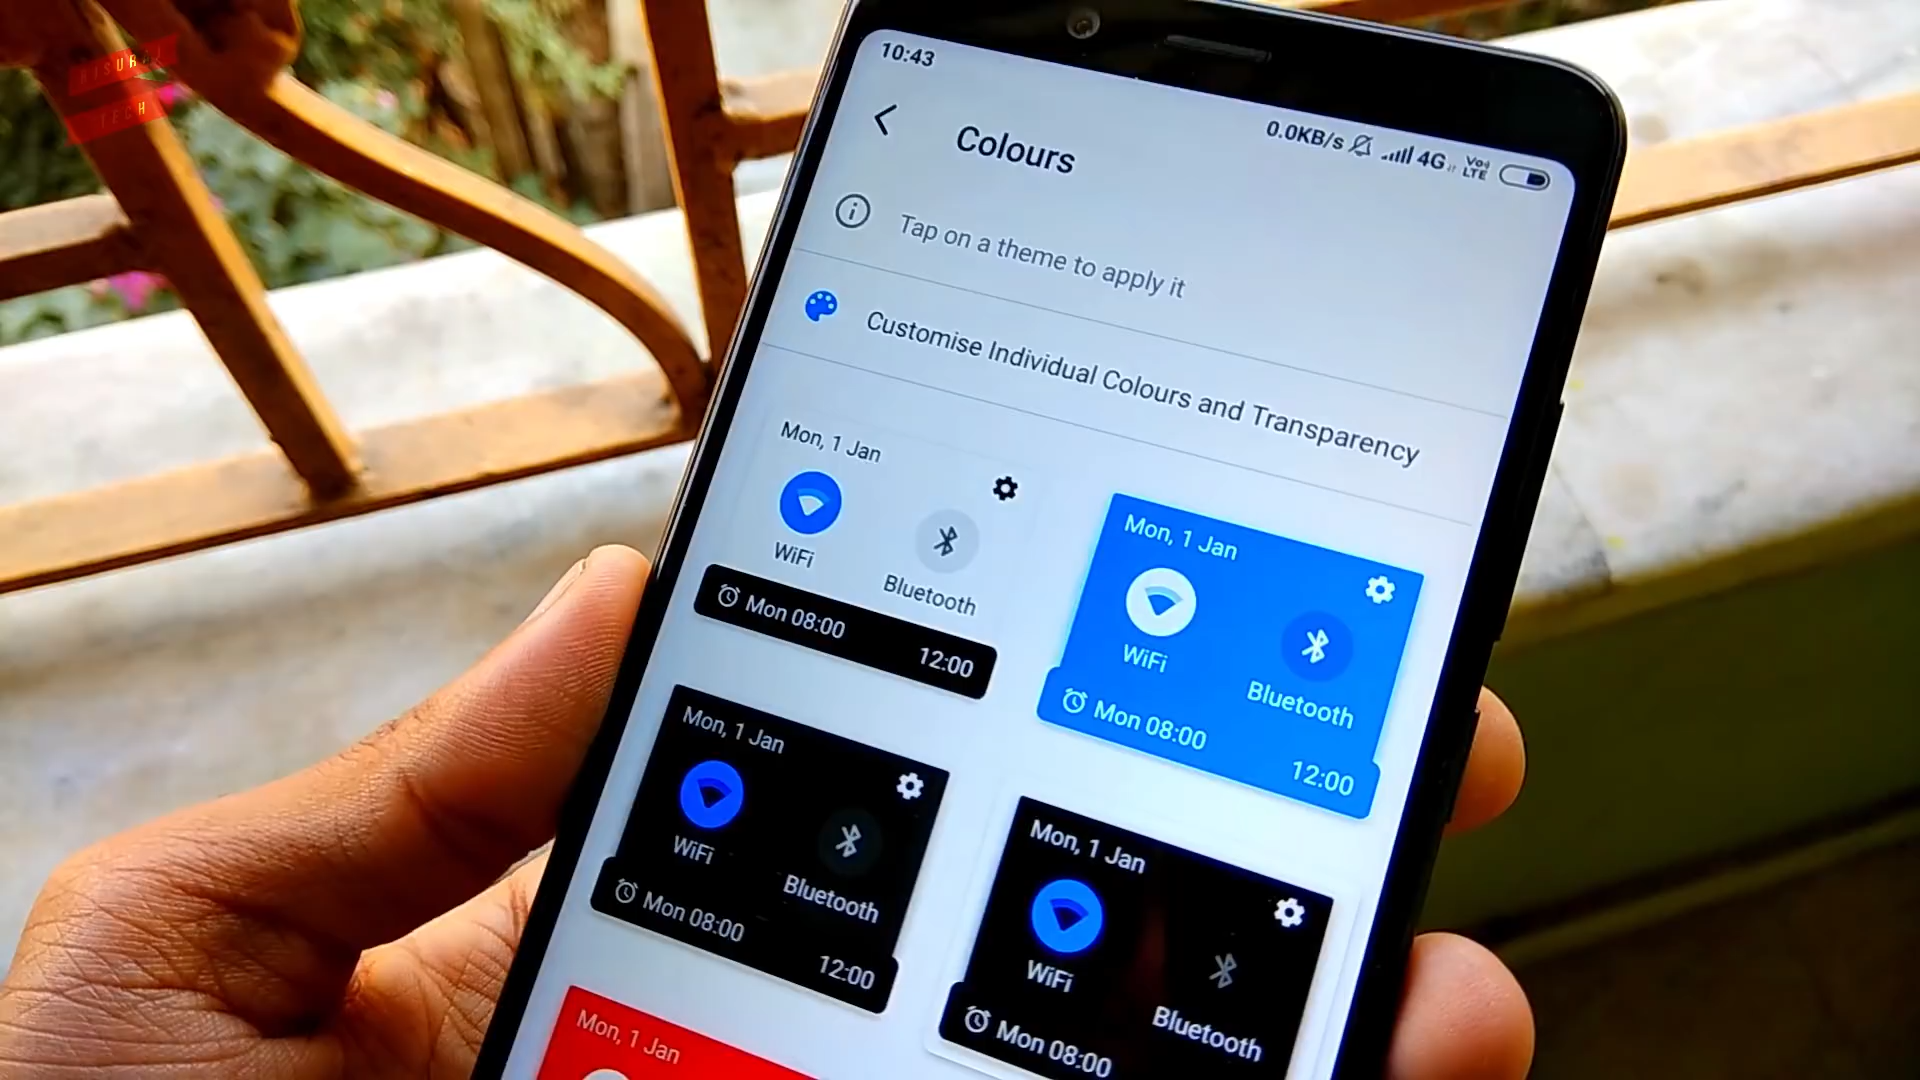 RISURAJ
TECH
10:43
0.0KB/s 4G VoLTE
Colours
Tap on a theme to apply it
Customise Individual Colours and Transparency
Mon, 1 Jan
WiFi
Bluetooth
Mon 08:00
12:00
Mon, 1 Jan
WiFi
Bluetooth
Mon 08:00
12:00
Mon, 1 Jan
WiFi
Bluetooth
Mon 08:00
12:00
Mon, 1 Jan
WiFi
Bluetooth
Mon 08:00
Mon, 1 Jan